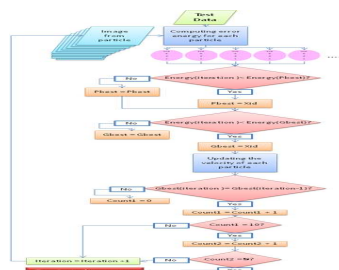 Test
Data
Image
from
particle
Computing error
energy for each
particle
...
No
Energy(iteration)< Energy(Pbest)?
Yes
Pbest = Pbest
Pbest = Xid
No
Energy(iteration)< Energy(Gbest)?
Yes
Gbest = Gbest
Gbest = Xid
Updating the
velocity of each
particle
No
Gbest(iteration)= Gbest(iteration-1)?
Yes
Count1 = 0
Count1 = Count1 + 1
No
Count1 = 10?
Yes
Count2 = Count2 + 1
Iteration = Iteration +1
No